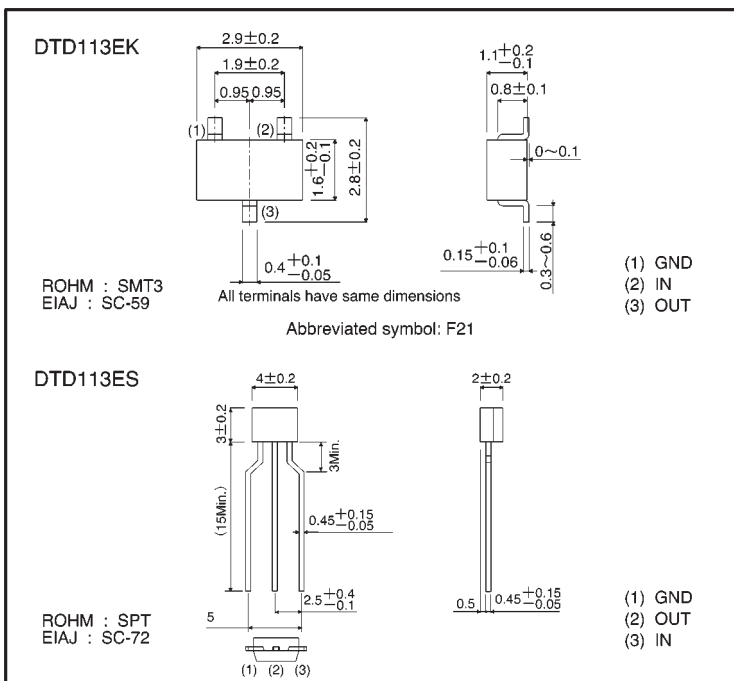 DTD113EK
2.9±0.2
1.9±0.2
0.95 0.95
(1) (2)
(3)
1.6+0.2 −0.1
2.8±0.2
0.4+0.1 −0.05
All terminals have same dimensions
1.1+0.2 −0.1
0.8±0.1
0~0.1
0.15+0.1 −0.06
0.3~0.6
ROHM : SMT3
EIAJ : SC-59
(1) GND
(2) IN
(3) OUT
Abbreviated symbol: F21
DTD113ES
4±0.2
3±0.2
(15Min.)
3Min.
0.45+0.15 −0.05
2.5+0.4 −0.1
5
(1) (2) (3)
2±0.2
0.5
0.45+0.15 −0.05
ROHM : SPT
EIAJ : SC-72
(1) GND
(2) OUT
(3) IN